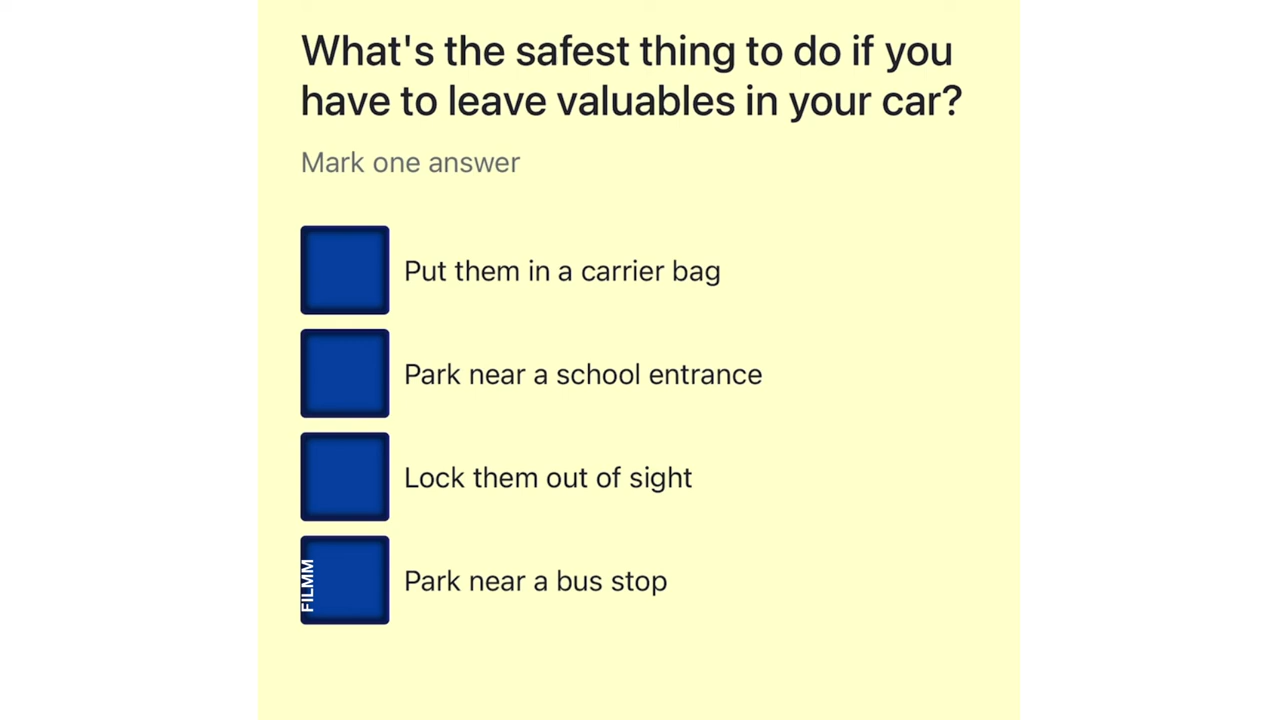 What's the safest thing to do if you
have to leave valuables in your car?
Mark one answer
Put them in a carrier bag
Park near a school entrance
Lock them out of sight
Park near a bus stop
FILMM